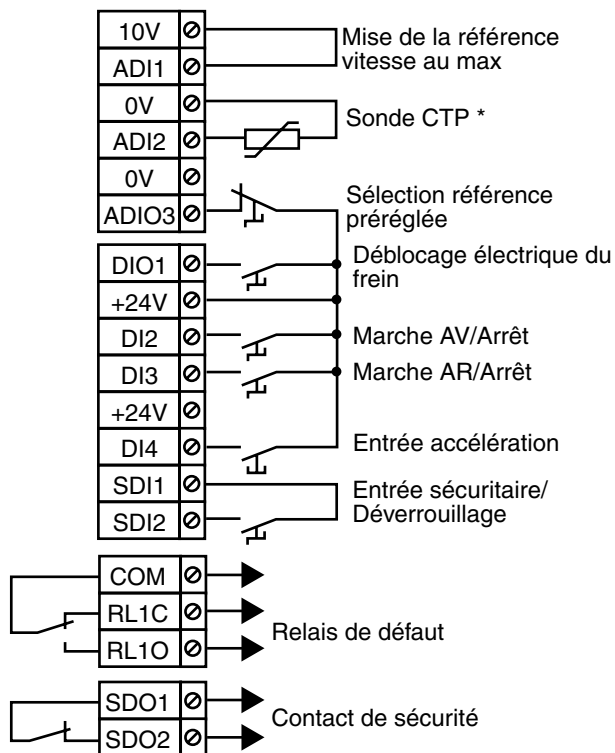 10V
ADI1
Mise de la référence
vitesse au max
0V
ADI2
Sonde CTP *
0V
ADIO3
Sélection référence
préréglée
DIO1
Déblocage électrique du
frein
+24V
DI2
Marche AV/Arrêt
DI3
Marche AR/Arrêt
+24V
DI4
Entrée accélération
SDI1
SDI2
Entrée sécuritaire/
Déverrouillage
COM
RL1C
RL1O
Relais de défaut
SDO1
SDO2
Contact de sécurité